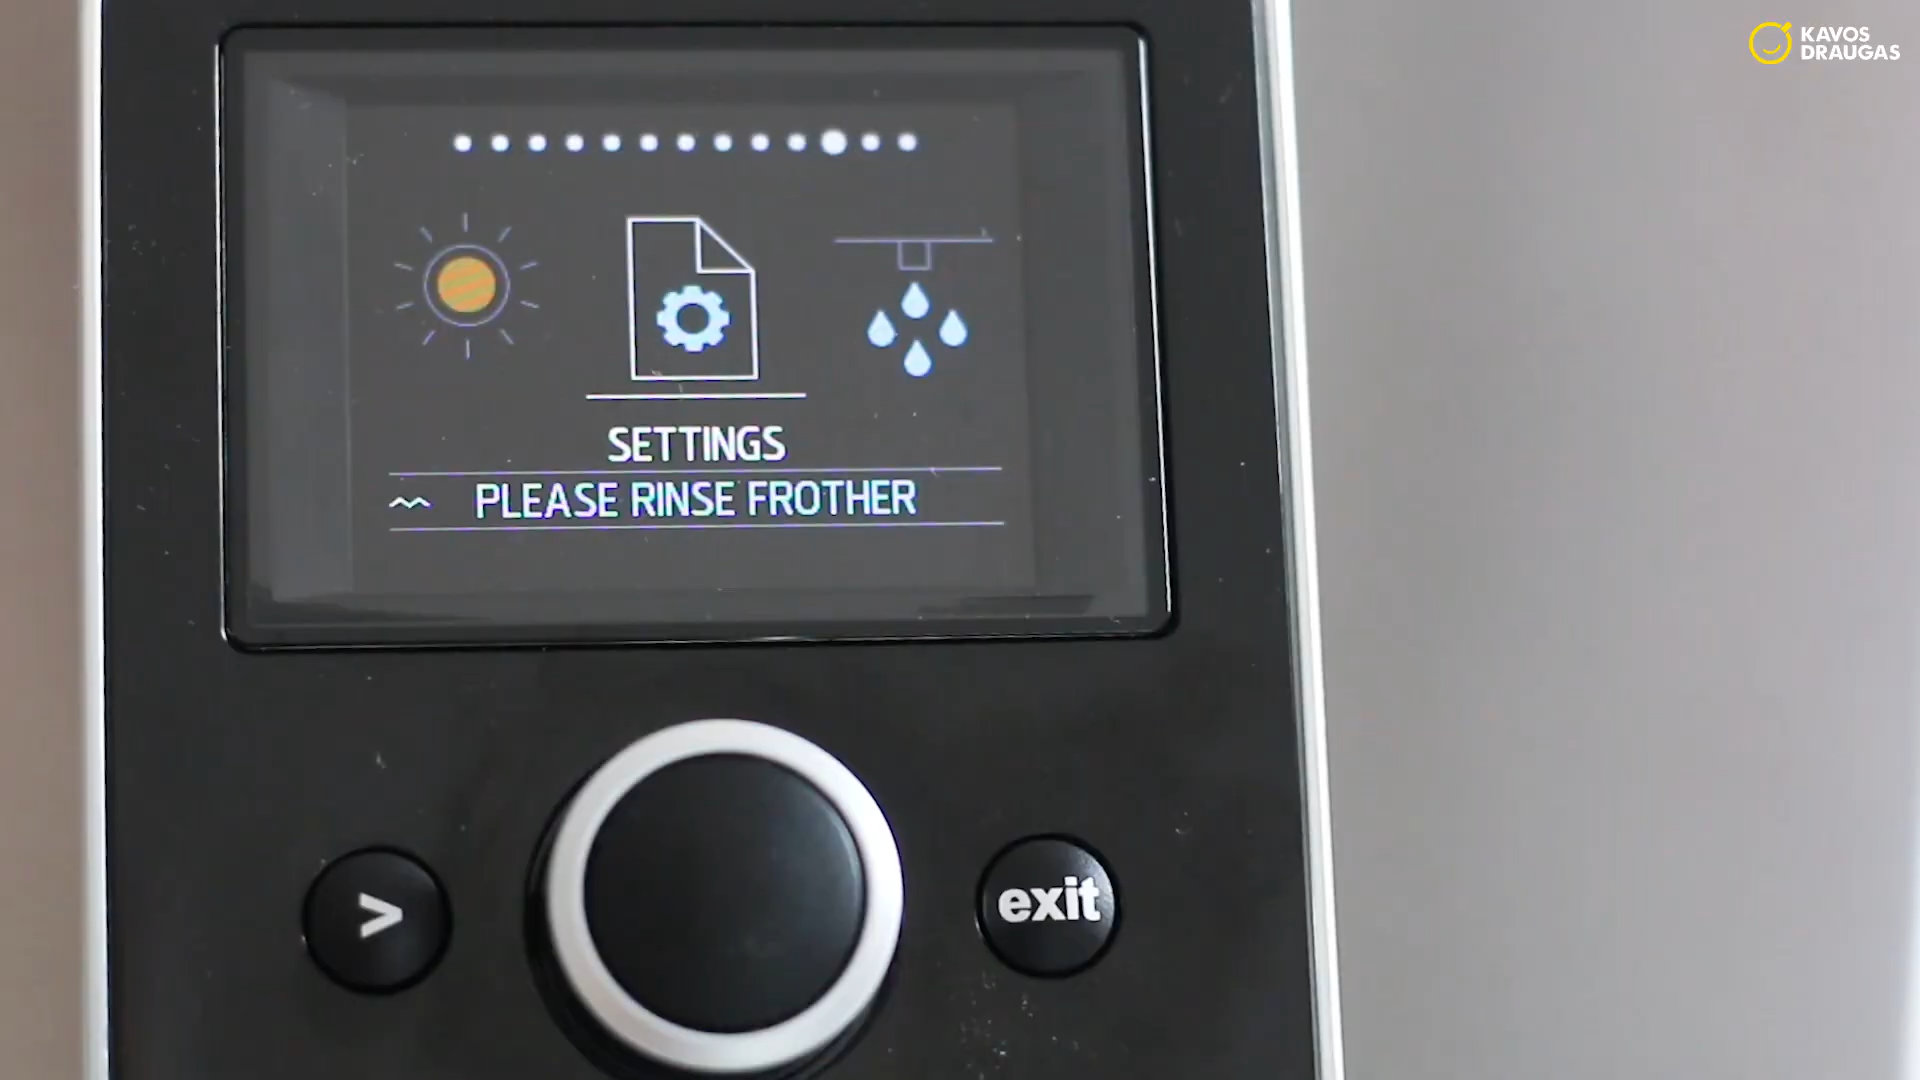 KAVOS
DRAUGAS
SETTINGS
PLEASE RINSE FROTHER
>
exit